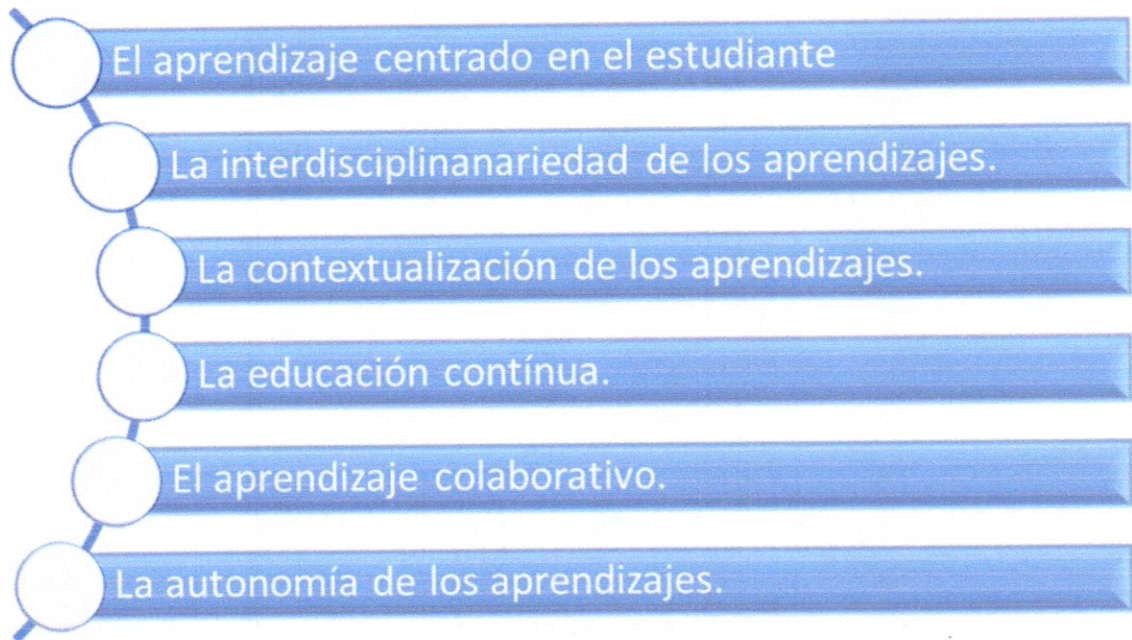 El aprendizaje centrado en el estudiante
La interdisciplinanariedad de los aprendizajes.
La contextualización de los aprendizajes.
La educación contínua.
El aprendizaje colaborativo.
La autonomía de los aprendizajes.